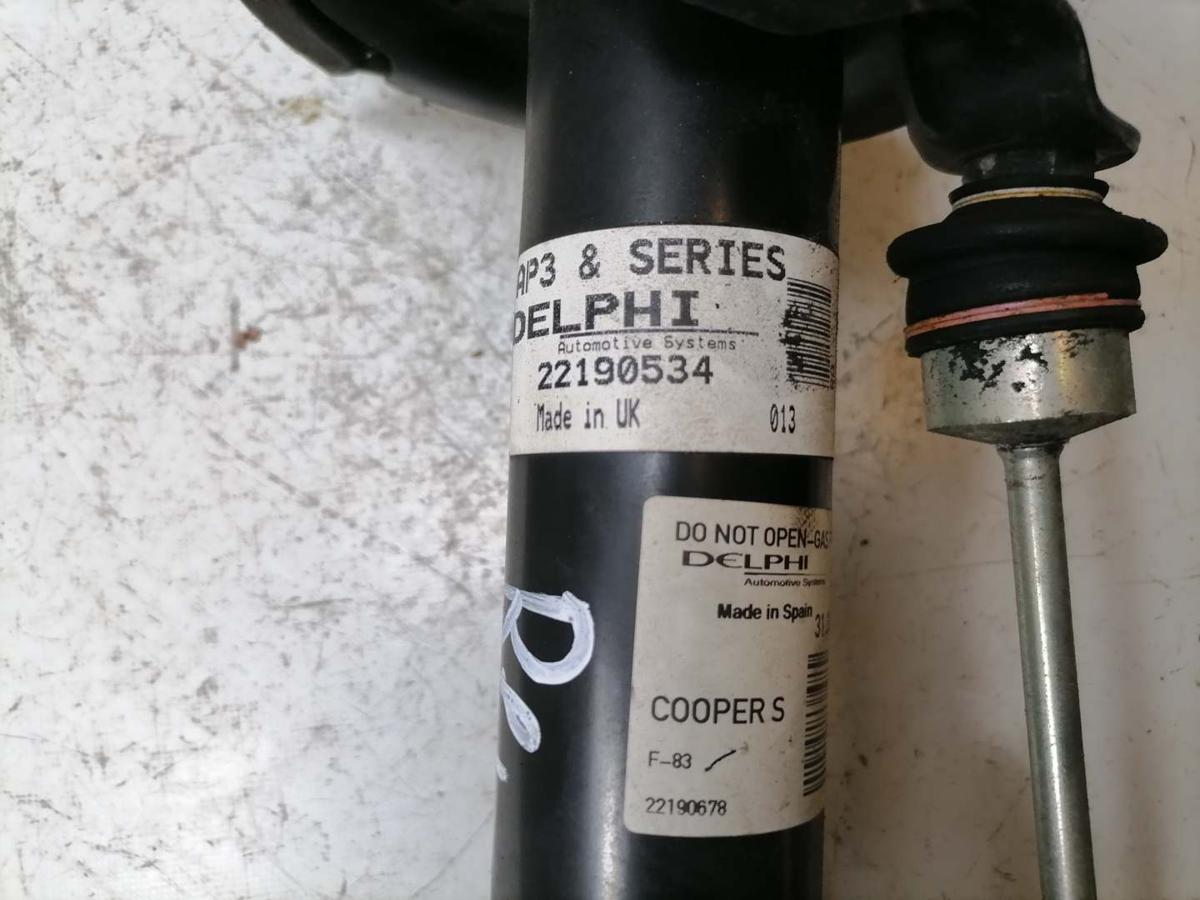 AP3 & SERIES
DELPHI
Automotive Systems
22190534
Made in UK 013
DO NOT OPEN-GAS
DELPHI
Automotive Systems
Made in Spain
COOPER S
F-83
22190678